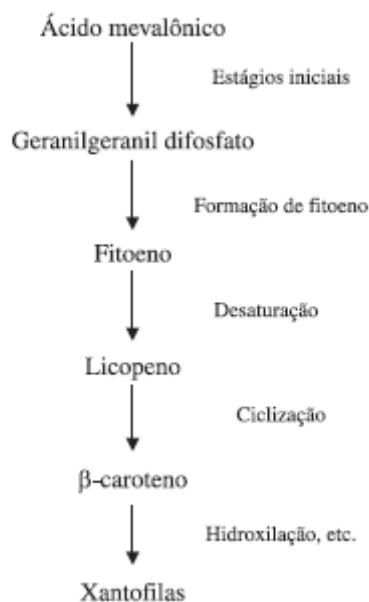 Ácido mevalônico
Estágios iniciais
Geranilgeranil difosfato
Formação de fitoeno
Fitoeno
Desaturação
Licopeno
Ciclização
β-caroteno
Hidroxilação, etc.
Xantofilas